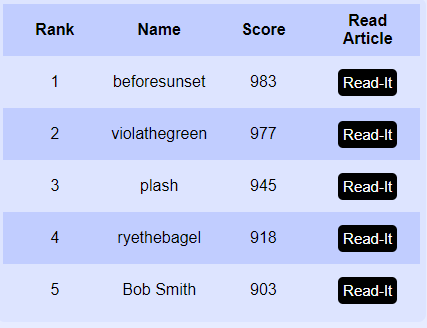 Rank Name Score Read Article
1 beforesunset 983 Read-It
2 violathegreen 977 Read-It
3 plash 945 Read-It
4 ryethebagel 918 Read-It
5 Bob Smith 903 Read-It